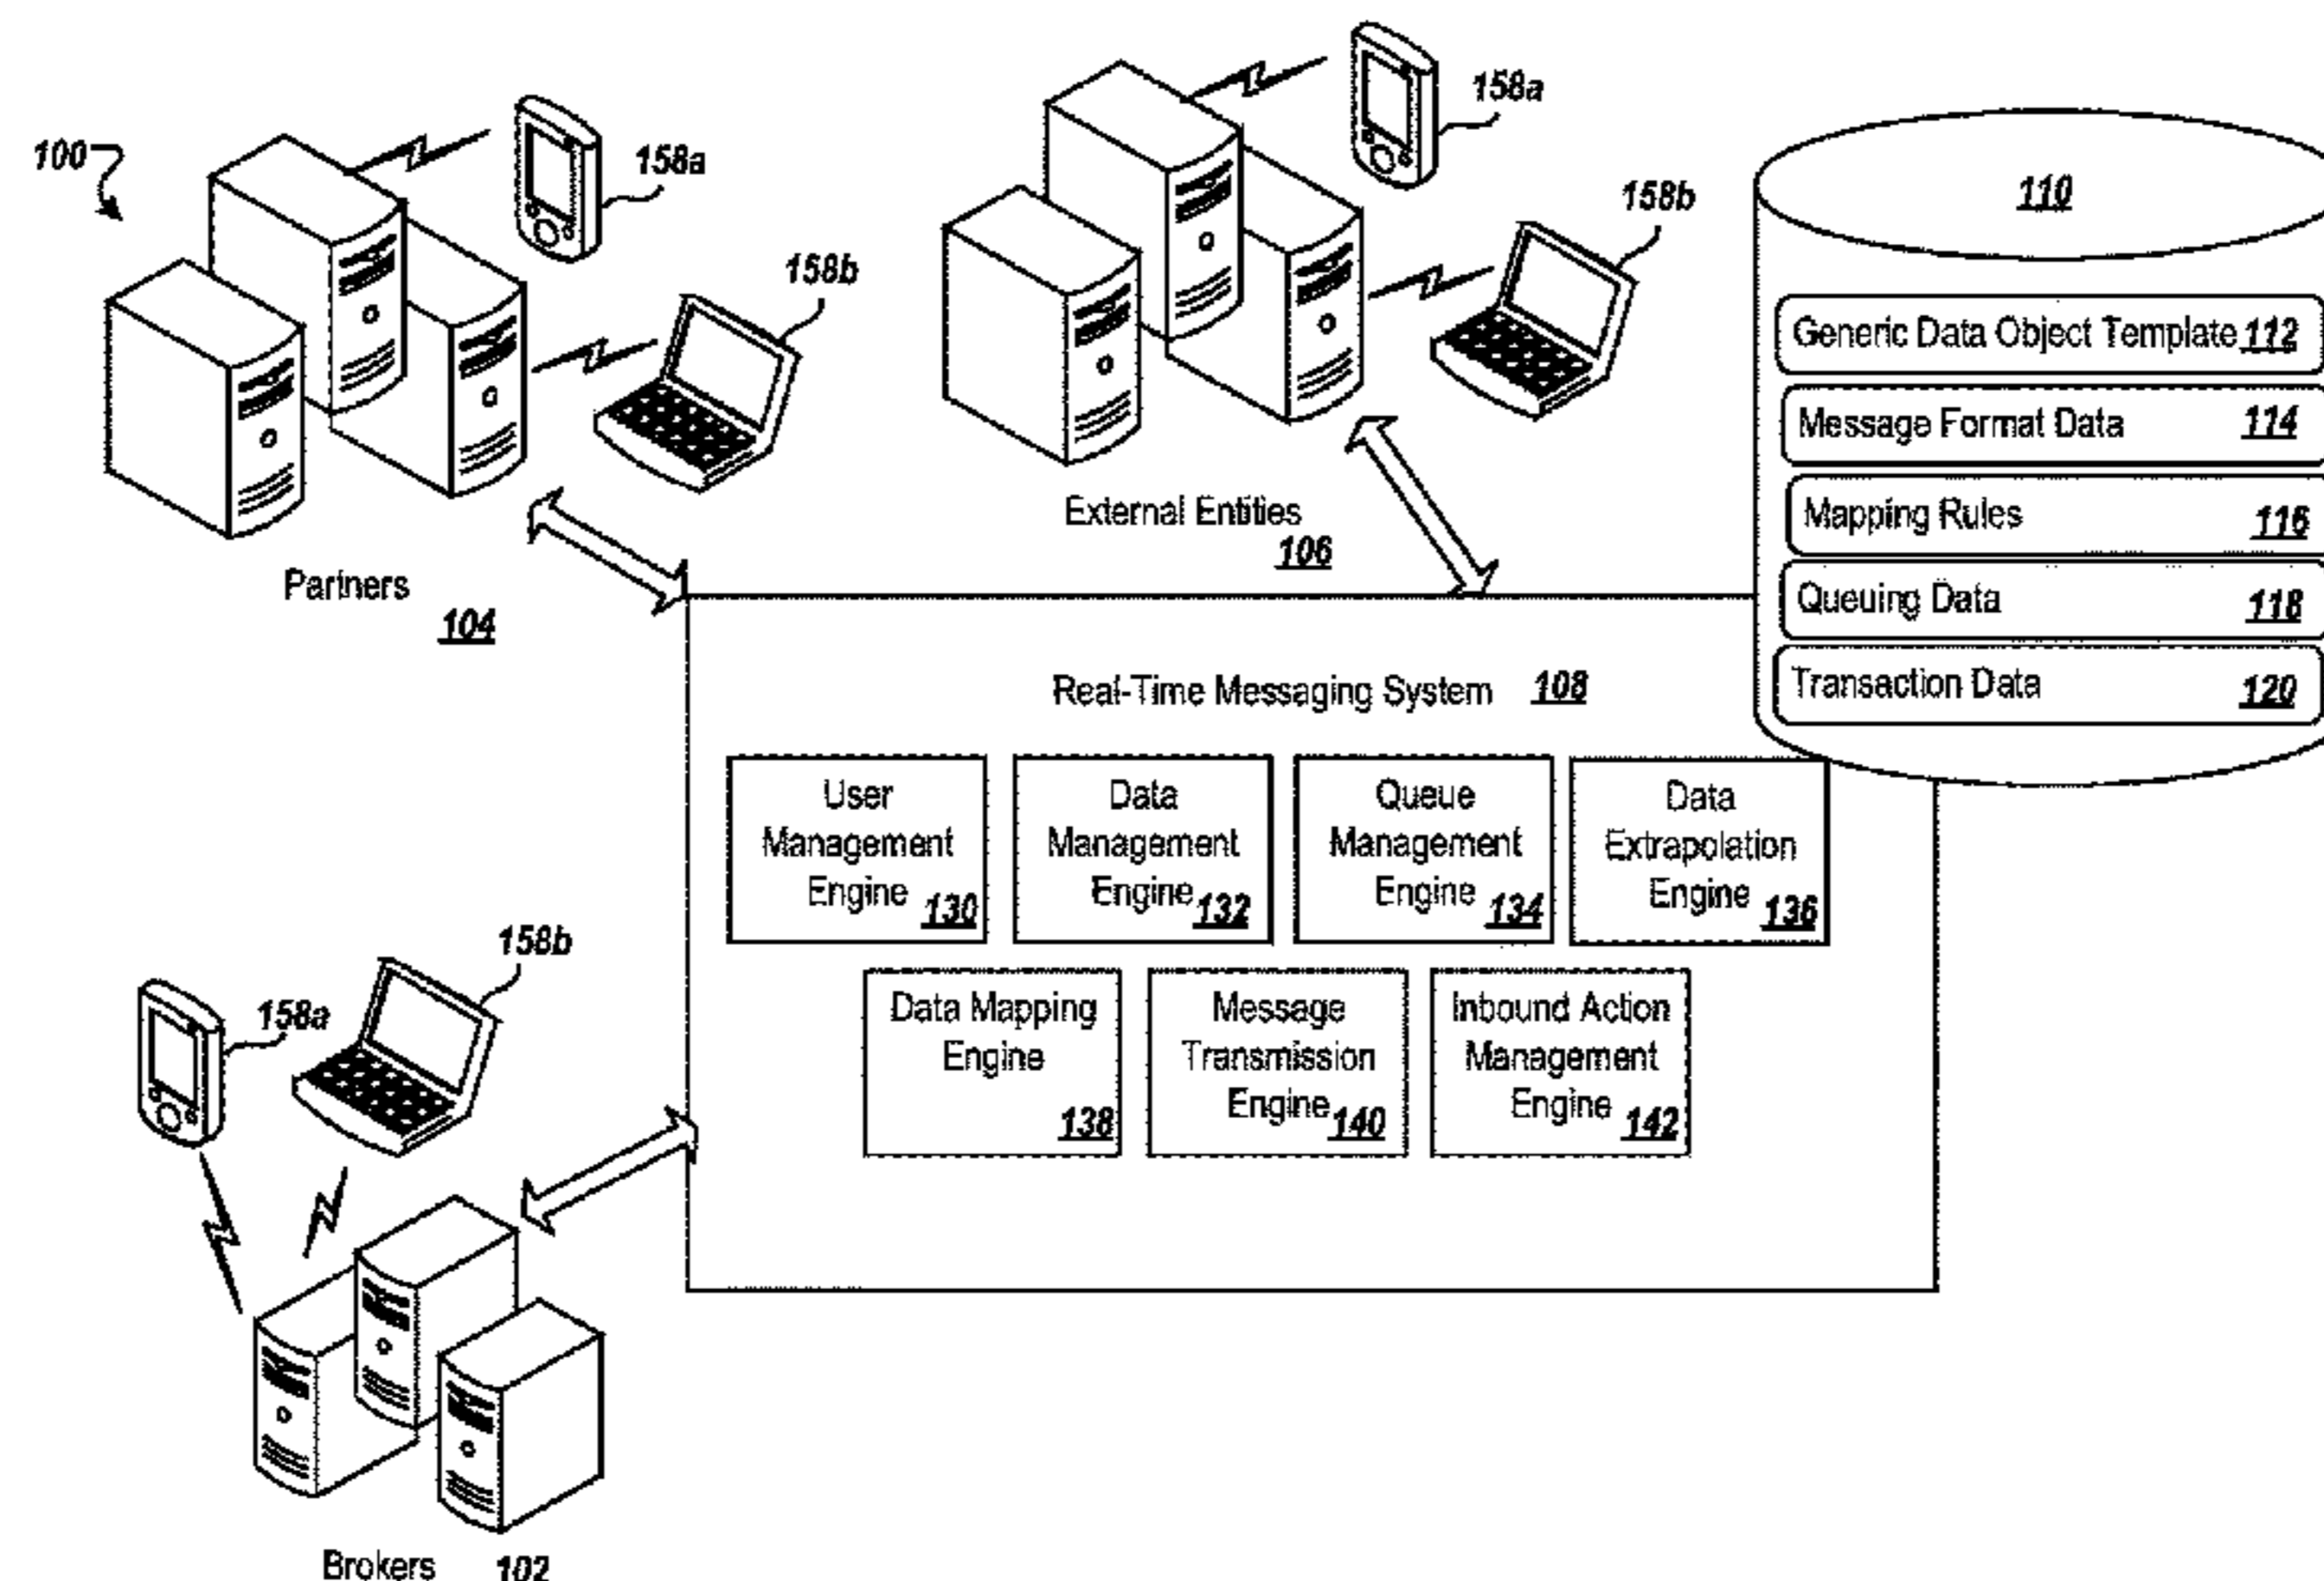 100
158a
158b
Partners
104
158a
158b
External Entities
106
110
Generic Data Object Template 112
Message Format Data 114
Mapping Rules 116
Queuing Data 118
Transaction Data 120
Real-Time Messaging System 108
User
Management
Engine 130
Data
Management
Engine 132
Queue
Management
Engine 134
Data
Extrapolation
Engine 136
Data Mapping
Engine
138
Message
Transmission
Engine 140
Inbound Action
Management
Engine 142
158a
158b
Brokers 102